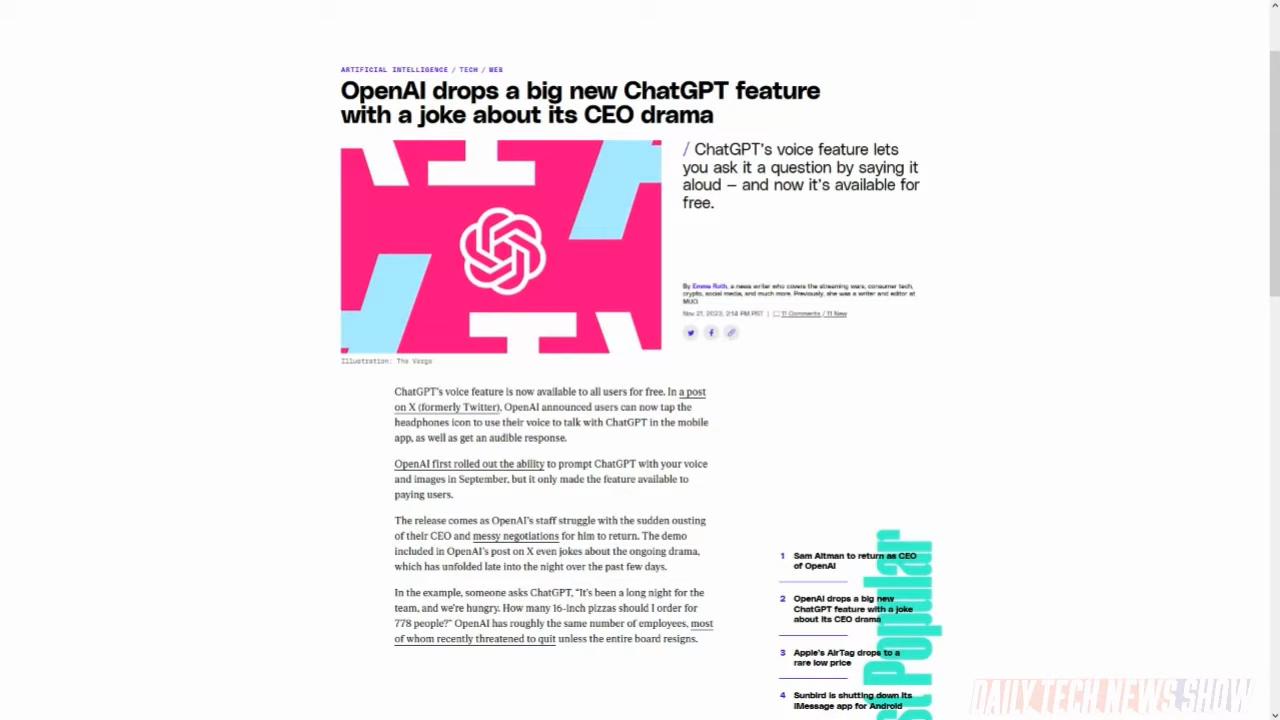 ARTIFICIAL INTELLIGENCE / TECH / WEB
OpenAI drops a big new ChatGPT feature
with a joke about its CEO drama
/ ChatGPT's voice feature lets
you ask it a question by saying it
aloud — and now it's available for
free.
By Emma Roth, a news writer who covers the streaming wars, consumer tech,
crypto, social media, and much more. Previously, she was a writer and editor at
MUO.
Nov 21, 2023, 2:14 PM PST | 11 Comments / 11 New
Illustration: The Verge
ChatGPT's voice feature is now available to all users for free. In a post
on X (formerly Twitter), OpenAI announced users can now tap the
headphones icon to use their voice to talk with ChatGPT in the mobile
app, as well as get an audible response.
OpenAI first rolled out the ability to prompt ChatGPT with your voice
and images in September, but it only made the feature available to
paying users.
The release comes as OpenAI's staff struggle with the sudden ousting
of their CEO and messy negotiations for him to return. The demo
included in OpenAI's post on X even jokes about the ongoing drama,
which has unfolded late into the night over the past few days.
In the example, someone asks ChatGPT, "It's been a long night for the
team, and we're hungry. How many 16-inch pizzas should I order for
778 people?" OpenAI has roughly the same number of employees, most
of whom recently threatened to quit unless the entire board resigns.
st Popular
1 Sam Altman to return as CEO
of OpenAI
2 OpenAI drops a big new
ChatGPT feature with a joke
about its CEO drama
3 Apple's AirTag drops to a
rare low price
4 Sunbird is shutting down its
iMessage app for Android
DAILY TECH NEWS SHOW